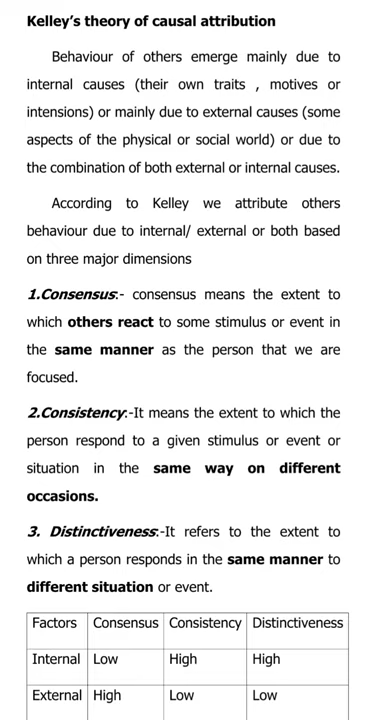 Kelley's theory of causal attribution
Behaviour of others emerge mainly due to
internal causes (their own traits , motives or
intensions) or mainly due to external causes (some
aspects of the physical or social world) or due to
the combination of both external or internal causes.
According to Kelley we attribute others
behaviour due to internal/ external or both based
on three major dimensions
1.Consensus:- consensus means the extent to
which others react to some stimulus or event in
the same manner as the person that we are
focused.
2.Consistency:-It means the extent to which the
person respond to a given stimulus or event or
situation in the same way on different
occasions.
3. Distinctiveness:-It refers to the extent to
which a person responds in the same manner to
different situation or event.
Factors Consensus Consistency Distinctiveness
Internal Low High High
External High Low Low